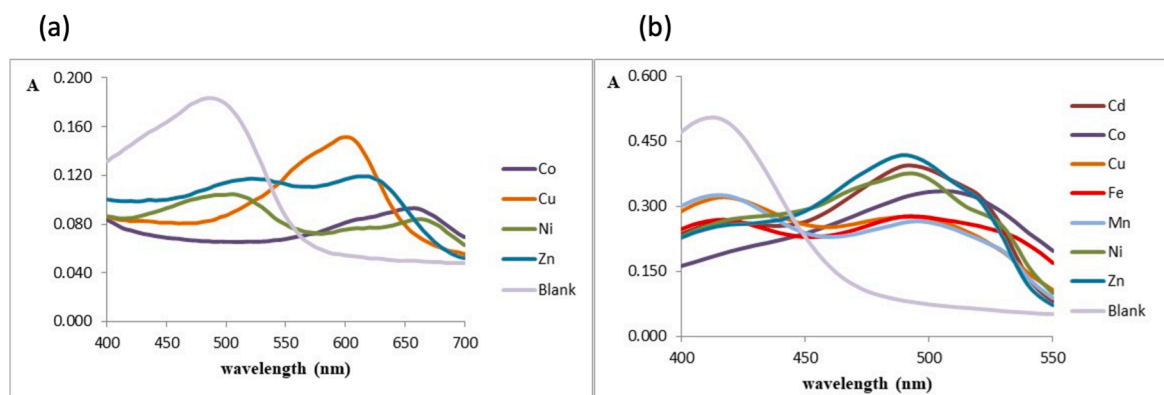 (a)
A
0.200
0.160
0.120
0.080
0.040
0.000
400 450 500 550 600 650 700
wavelength (nm)
Co
Cu
Ni
Zn
Blank
(b)
A
0.600
0.450
0.300
0.150
0.000
400 450 500 550
wavelength (nm)
Cd
Co
Cu
Fe
Mn
Ni
Zn
Blank